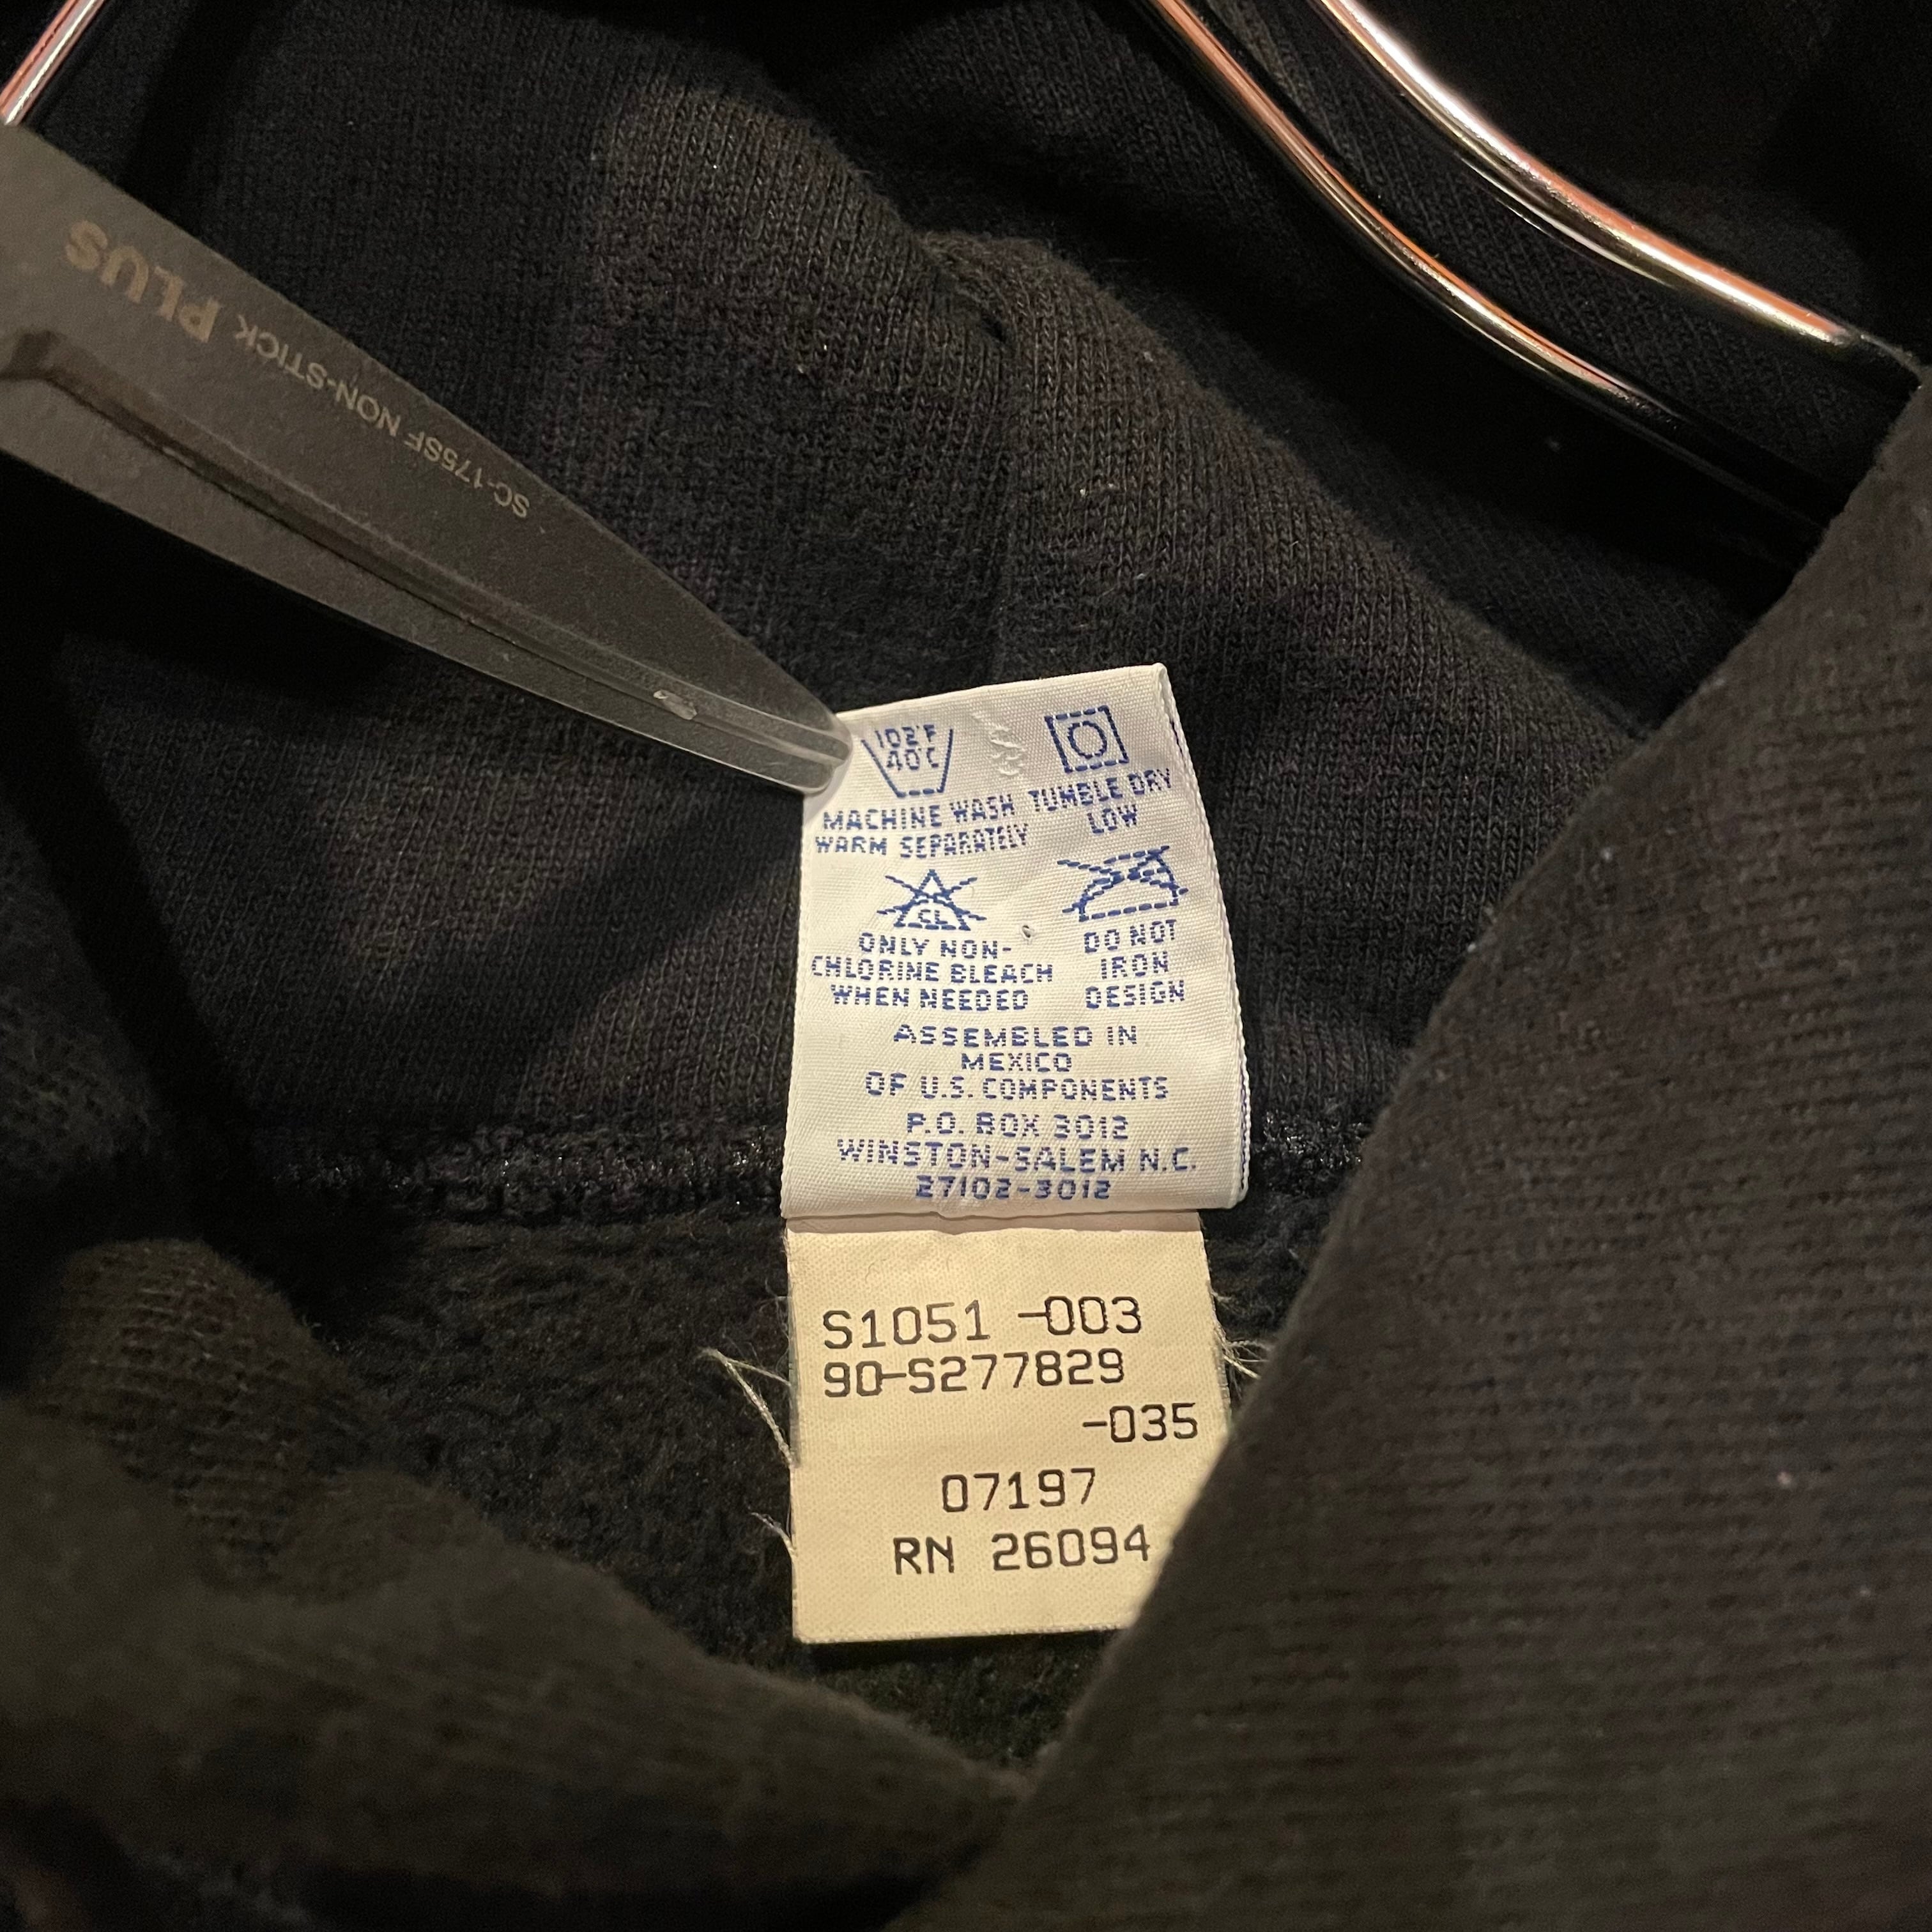 PLUS
SC-175SF NON-STICK
102°F
40°C
MACHINE WASH
WARM SEPARATELY
TUMBLE DRY
LOW
CL
ONLY NON-
CHLORINE BLEACH
WHEN NEEDED
DO NOT
IRON
DESIGN
ASSEMBLED IN
MEXICO
OF U.S. COMPONENTS
P.O. BOX 3012
WINSTON-SALEM N.C.
27102-3012
S1051 -003
90-S277829
-035
07197
RN 26094